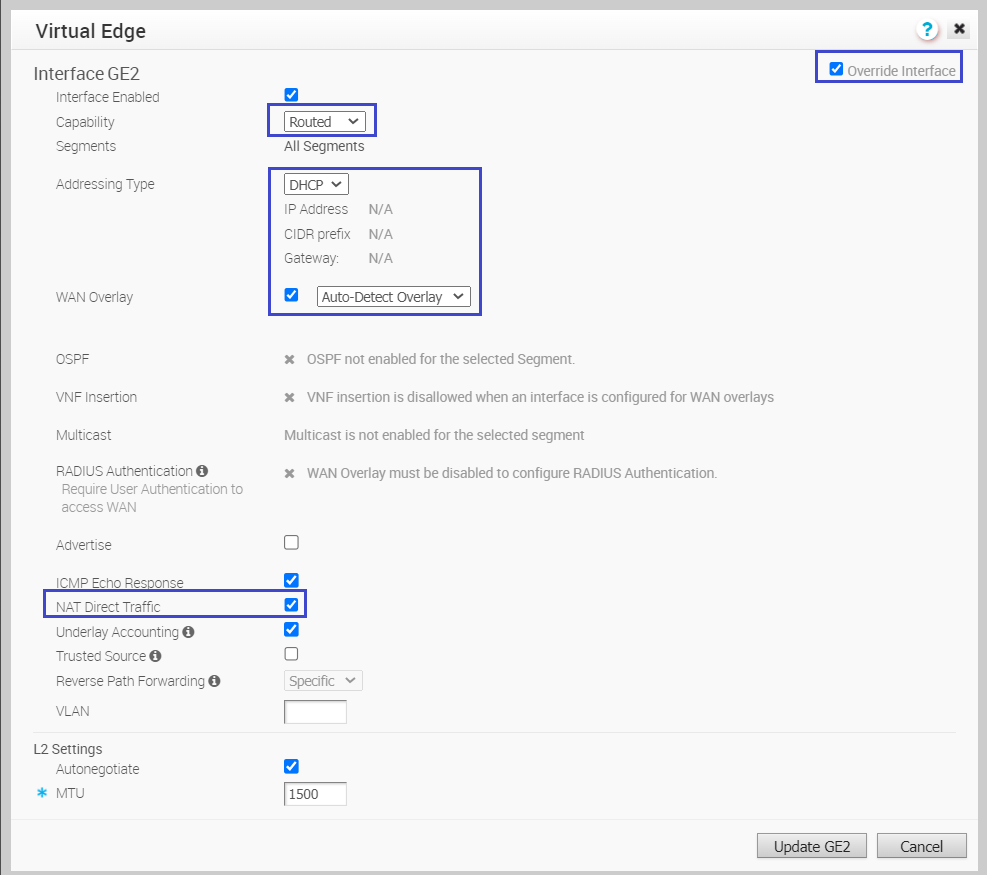 Virtual Edge
?
Override Interface
Interface GE2
Interface Enabled
Capability Routed
Segments All Segments
Addressing Type DHCP
IP Address N/A
CIDR prefix N/A
Gateway: N/A
WAN Overlay Auto-Detect Overlay
OSPF OSPF not enabled for the selected Segment.
VNF Insertion VNF insertion is disallowed when an interface is configured for WAN overlays
Multicast Multicast is not enabled for the selected segment
RADIUS Authentication WAN Overlay must be disabled to configure RADIUS Authentication.
Require User Authentication to
access WAN
Advertise
ICMP Echo Response
NAT Direct Traffic
Underlay Accounting
Trusted Source
Reverse Path Forwarding Specific
VLAN
L2 Settings
Autonegotiate
* MTU 1500
Update GE2 Cancel